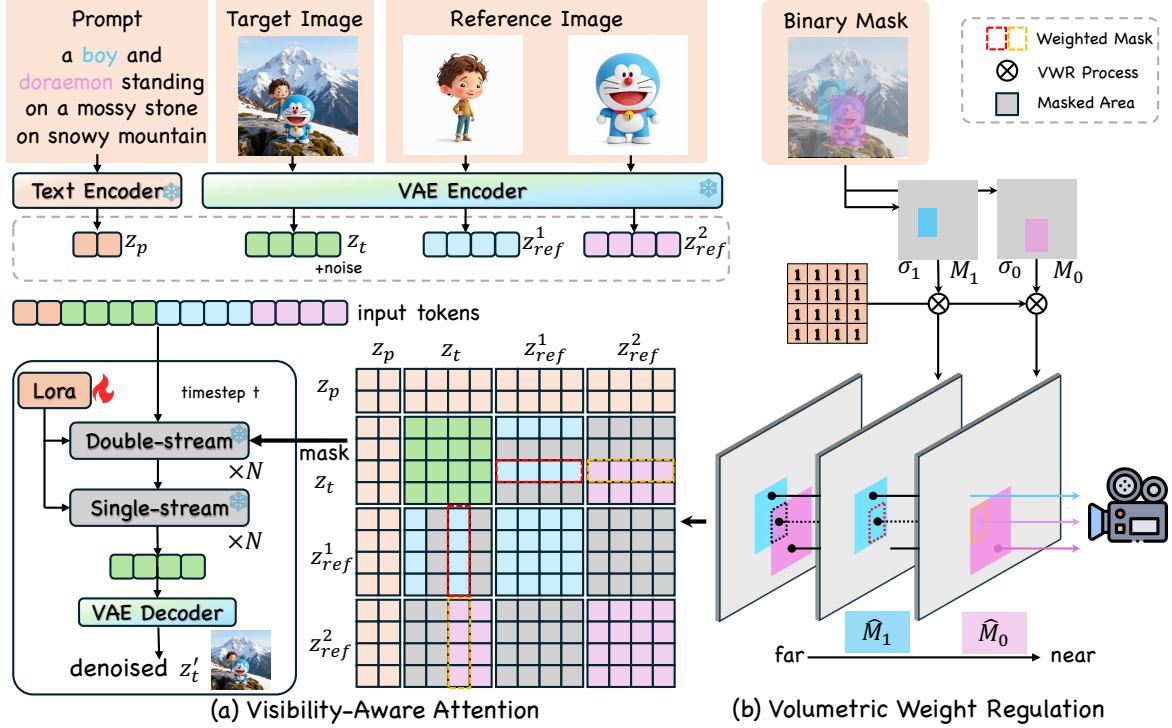 Prompt
a boy and
doraemon standing
on a mossy stone
on snowy mountain
Target Image
Reference Image
Binary Mask
Weighted Mask
VWR Process
Masked Area
Text Encoder
VAE Encoder
z_p
z_t
+noise
z_ref^1
z_ref^2
input tokens
σ_1
M_1
σ_0
M_0
1 1 1 1
1 1 1 1
1 1 1 1
1 1 1 1
Lora
timestep t
Double-stream
×N
Single-stream
×N
VAE Decoder
denoised z_t'
mask
z_p
z_t
z_ref^1
z_ref^2
z_p
z_t
z_ref^1
z_ref^2
M̂_1
M̂_0
far
near
(a) Visibility-Aware Attention
(b) Volumetric Weight Regulation